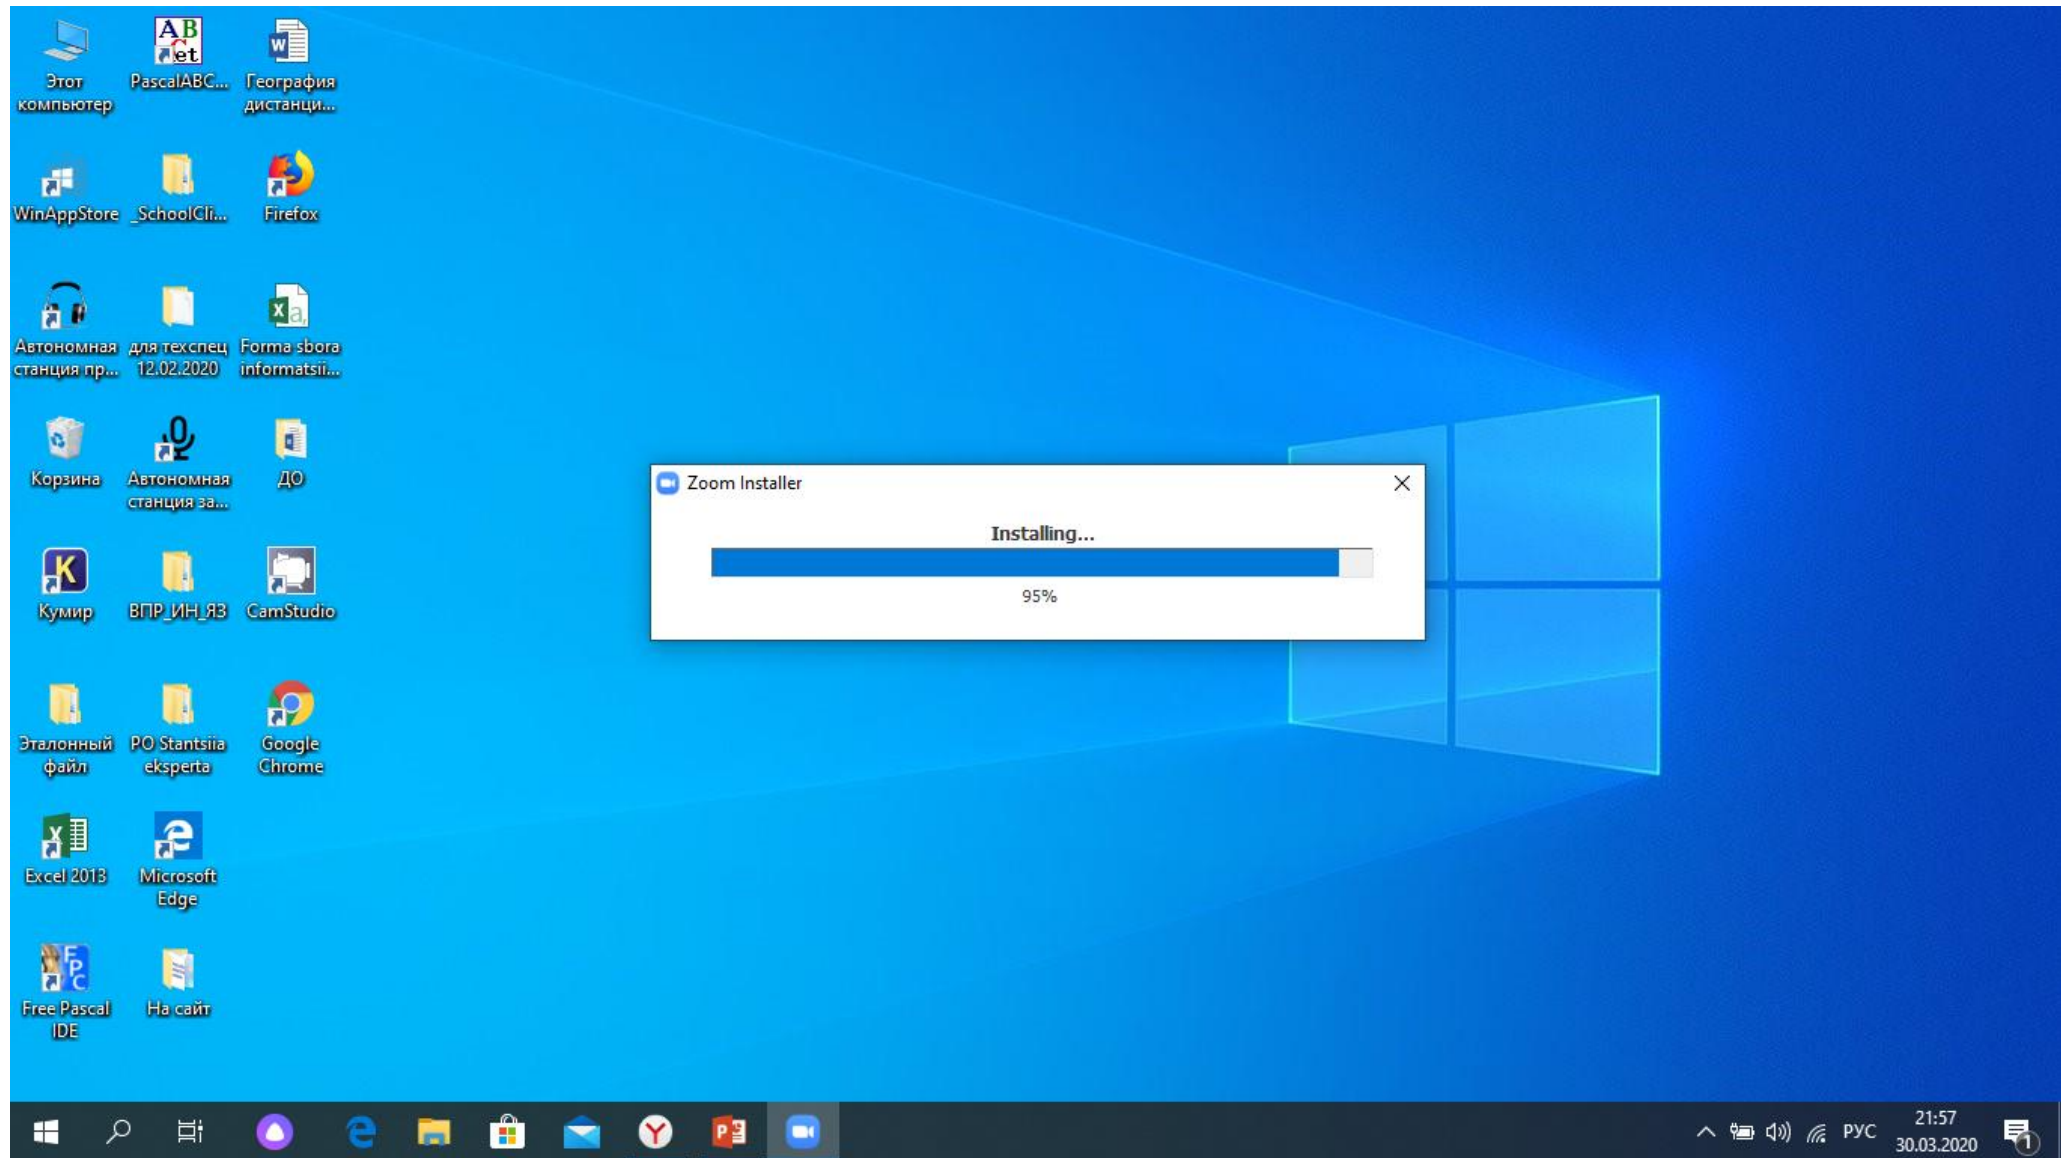 Этот
компьютер
PascalABC...
География
дистанци...
WinAppStore
_SchoolCli...
Firefox
Автономная
станция пр...
для техспец
12.02.2020
Forma sbora
informatsii...
Корзина
Автономная
станция за...
ДО
Кумир
ВПР_ИН_ЯЗ
CamStudio
Эталонный
файл
PO Stantsiia
eksperta
Google
Chrome
Excel 2013
Microsoft
Edge
Free Pascal
IDE
На сайт
Zoom Installer
Installing...
95%
РУС
21:57
30.03.2020
1